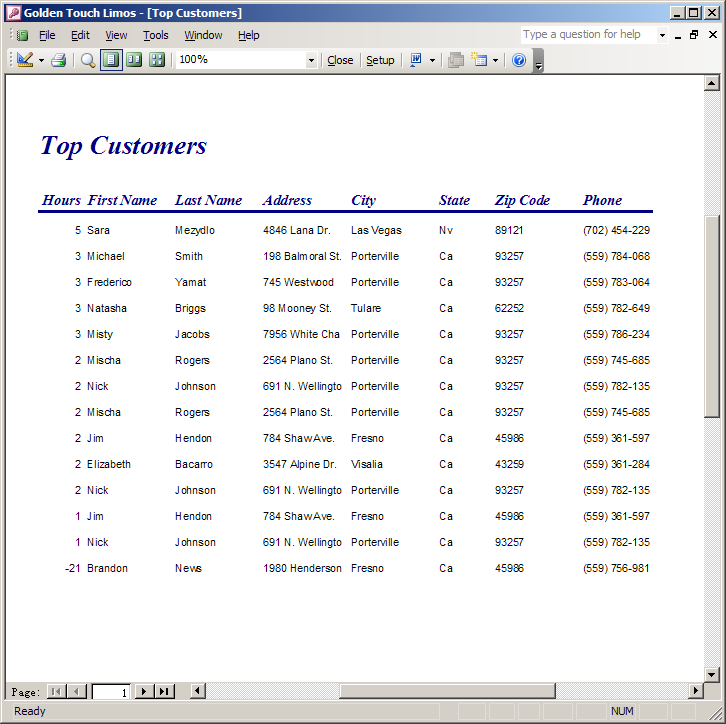 Golden Touch Limos - [Top Customers]
File Edit View Tools Window Help Type a question for help
100% Close Setup
Top Customers
Hours First Name Last Name Address City State Zip Code Phone
5 Sara Mezydlo 4846 Lana Dr. Las Vegas Nv 89121 (702) 454-229
3 Michael Smith 198 Balmoral St. Porterville Ca 93257 (559) 784-068
3 Frederico Yamat 745 Westwood Porterville Ca 93257 (559) 783-064
3 Natasha Briggs 98 Mooney St. Tulare Ca 62252 (559) 782-649
3 Misty Jacobs 7956 White Cha Porterville Ca 93257 (559) 786-234
2 Mischa Rogers 2564 Plano St. Porterville Ca 93257 (559) 745-685
2 Nick Johnson 691 N. Wellingto Porterville Ca 93257 (559) 782-135
2 Mischa Rogers 2564 Plano St. Porterville Ca 93257 (559) 745-685
2 Jim Hendon 784 Shaw Ave. Fresno Ca 45986 (559) 361-597
2 Elizabeth Bacarro 3547 Alpine Dr. Visalia Ca 43259 (559) 361-284
2 Nick Johnson 691 N. Wellingto Porterville Ca 93257 (559) 782-135
1 Jim Hendon 784 Shaw Ave. Fresno Ca 45986 (559) 361-597
1 Nick Johnson 691 N. Wellingto Porterville Ca 93257 (559) 782-135
-21 Brandon News 1980 Henderson Fresno Ca 45986 (559) 756-981
Page: 1
Ready NUM